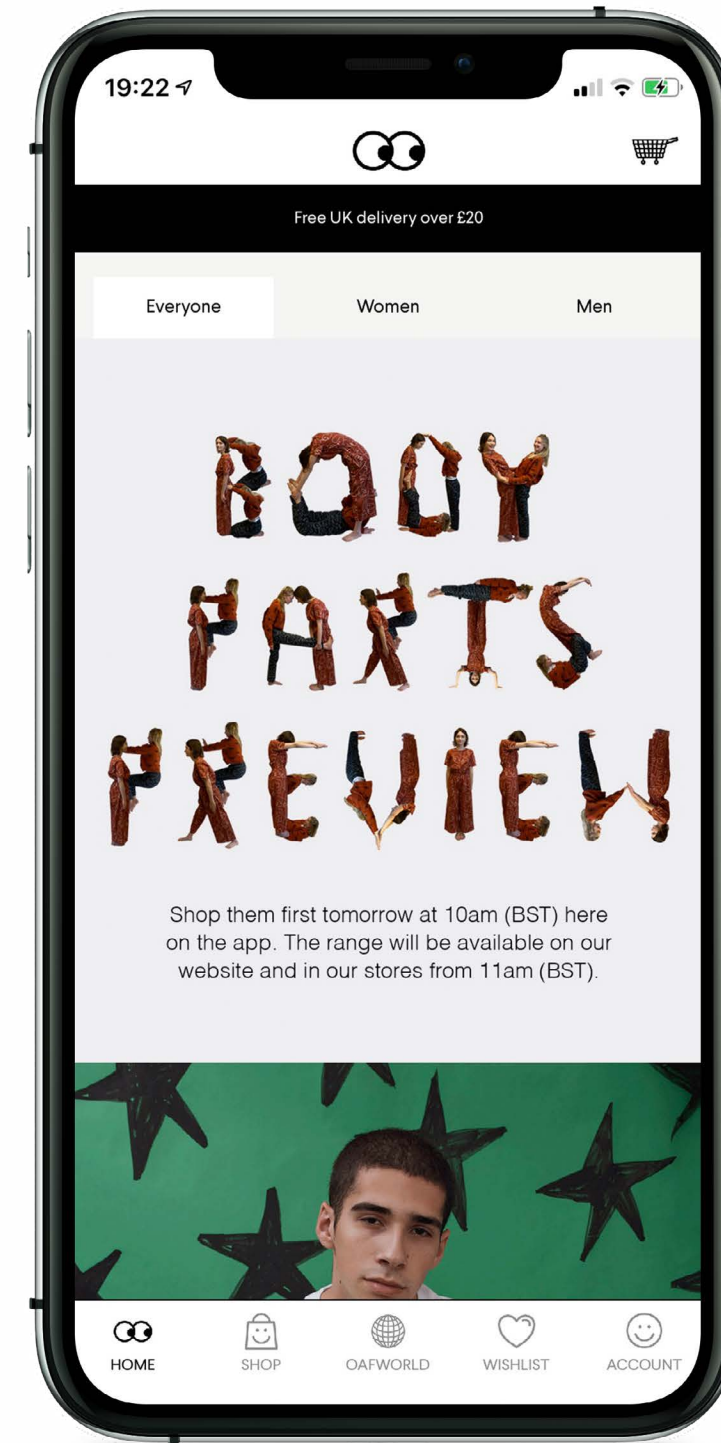 19:22
Free UK delivery over £20
Everyone Women Men
BODY
PARTS
PREVIEW
Shop them first tomorrow at 10am (BST) here
on the app. The range will be available on our
website and in our stores from 11am (BST).
HOME SHOP OAFWORLD WISHLIST ACCOUNT